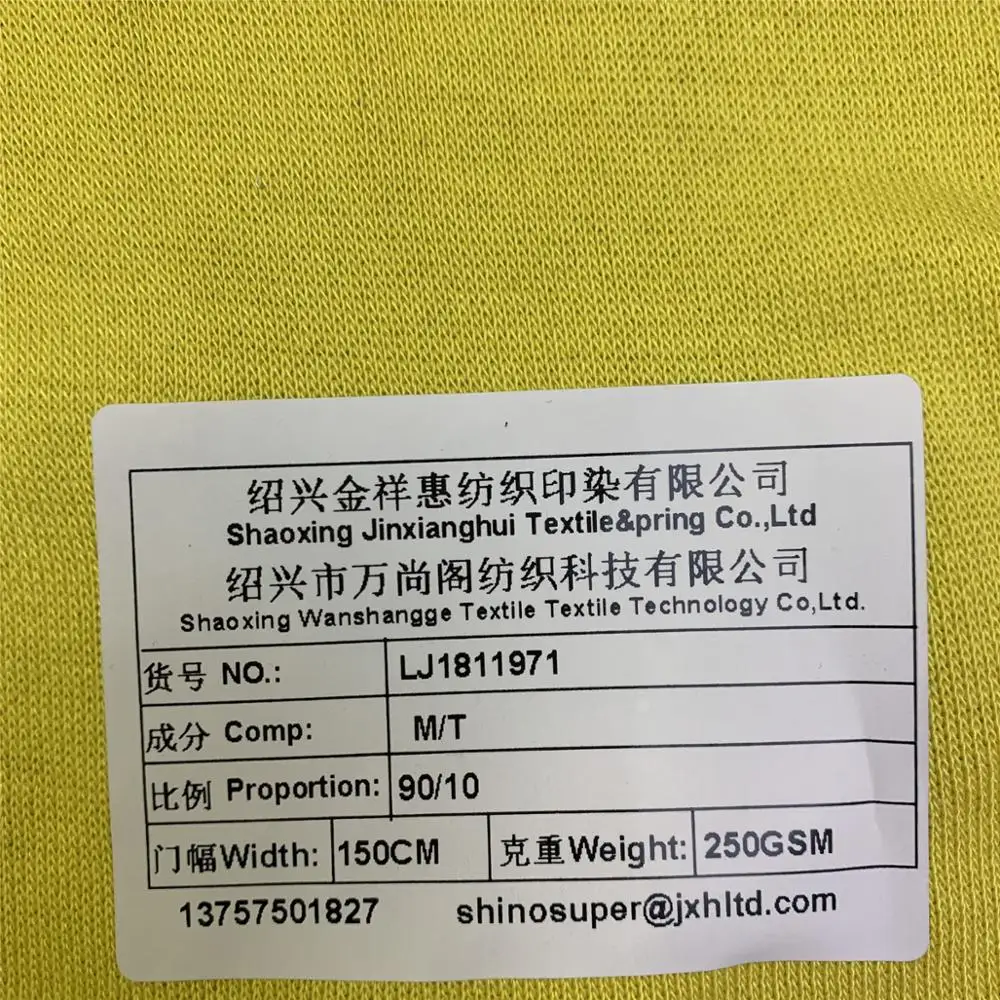 绍兴金祥惠纺织印染有限公司
Shaoxing Jinxianghui Textile&pring Co.,Ltd
绍兴市万尚阁纺织科技有限公司
Shaoxing Wanshangge Textile Textile Technology Co,Ltd.
货号 NO.: LJ1811971
成分 Comp: M/T
比例 Proportion: 90/10
门幅Width: 150CM 克重Weight: 250GSM
13757501827 shinosuper@jxhltd.com